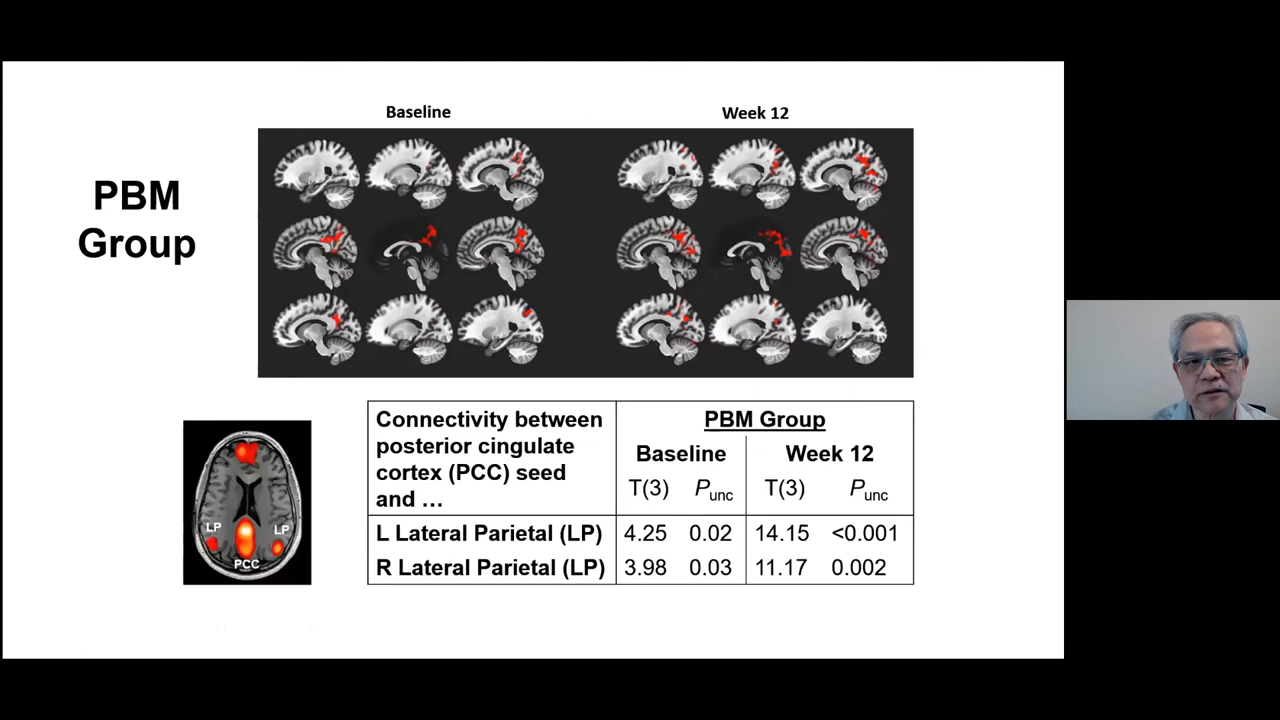 Baseline
Week 12
PBM
Group
Connectivity between
posterior cingulate
cortex (PCC) seed
and …
PBM Group
Baseline
Week 12
T(3) Punc T(3) Punc
L Lateral Parietal (LP) 4.25 0.02 14.15 <0.001
R Lateral Parietal (LP) 3.98 0.03 11.17 0.002
LP
LP
PCC